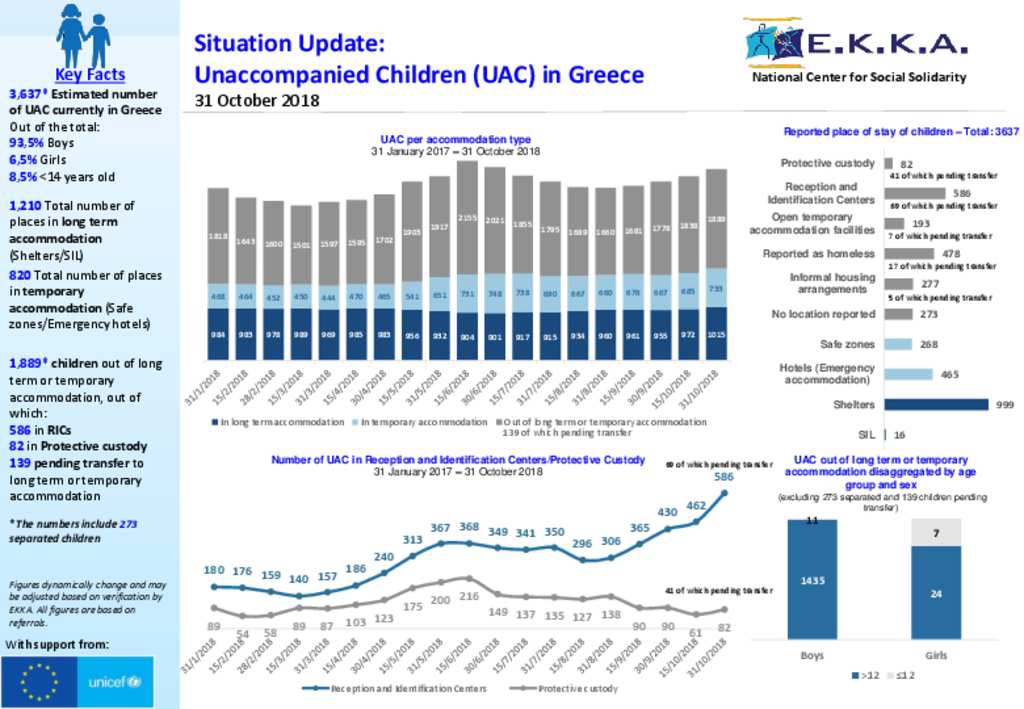 Situation Update:
Unaccompanied Children (UAC) in Greece
31 October 2018
E.K.K.A.
National Center for Social Solidarity
Key Facts
3,637* Estimated number
of UAC currently in Greece
Out of the total:
93,5% Boys
6,5% Girls
8,5% <14 years old
1,210 Total number of
places in long term
accommodation
(Shelters/SIL)
820 Total number of places
in temporary
accommodation (Safe
zones/Emergency hotels)
1,889* children out of long
term or temporary
accommodation, out of
which:
586 in RICs
82 in Protective custody
139 pending transfer to
long term or temporary
accommodation
*The numbers include 273
separated children
Figures dynamically change and may
be adjusted based on verification by
EKKA. All figures are based on
referrals.
With support from:
unicef
UAC per accommodation type
31 January 2017 – 31 October 2018
1818 1643 1600 1501 1597 1585 1702 1903 1917 2155 2021 1855 1795 1689 1660 1681 1778 1838 1889
468 464 452 450 444 470 465 541 651 731 748 738 690 667 660 678 667 685 733
984 983 978 989 969 985 983 956 932 904 901 917 915 934 960 961 955 972 1015
31/1/2018 15/2/2018 28/2/2018 15/3/2018 31/3/2018 15/4/2018 30/4/2018 15/5/2018 31/5/2018 15/6/2018 30/6/2018 15/7/2018 31/7/2018 15/8/2018 31/8/2018 15/9/2018 30/9/2018 15/10/2018 31/10/2018
In long term accommodation In temporary accommodation Out of long term or temporary accommodation
139 of which pending transfer
Number of UAC in Reception and Identification Centers/Protective Custody
31 January 2017 – 31 October 2018
69 of which pending transfer
180 176 159 140 157 186 240 313 367 368 349 341 350 296 306 365 430 462 586
41 of which pending transfer
89 54 58 89 87 103 123 175 200 216 149 137 135 127 138 90 90 61 82
31/1/2018 15/2/2018 28/2/2018 15/3/2018 31/3/2018 15/4/2018 30/4/2018 15/5/2018 31/5/2018 15/6/2018 30/6/2018 15/7/2018 31/7/2018 15/8/2018 31/8/2018 15/9/2018 30/9/2018 15/10/2018 31/10/2018
Reception and Identification Centers Protective custody
Reported place of stay of children – Total: 3637
Protective custody 82
41 of which pending transfer
Reception and
Identification Centers 586
69 of which pending transfer
Open temporary
accommodation facilities 193
7 of which pending transfer
Reported as homeless 478
17 of which pending transfer
Informal housing
arrangements 277
5 of which pending transfer
No location reported 273
Safe zones 268
Hotels (Emergency
accommodation) 465
Shelters 999
SIL 16
UAC out of long term or temporary
accommodation disaggregated by age
group and sex
(excluding 273 separated and 139 children pending
transfer)
11
7
1435
24
Boys Girls
>12 ≤12